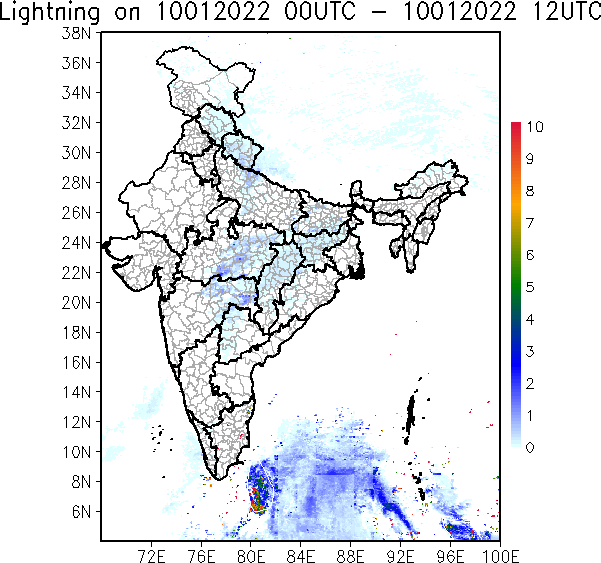 Lightning on 10012022 00UTC – 10012022 12UTC
38N
36N
34N
32N
30N
28N
26N
24N
22N
20N
18N
16N
14N
12N
10N
8N
6N
72E 76E 80E 84E 88E 92E 96E 100E
10
9
8
7
6
5
4
3
2
1
0